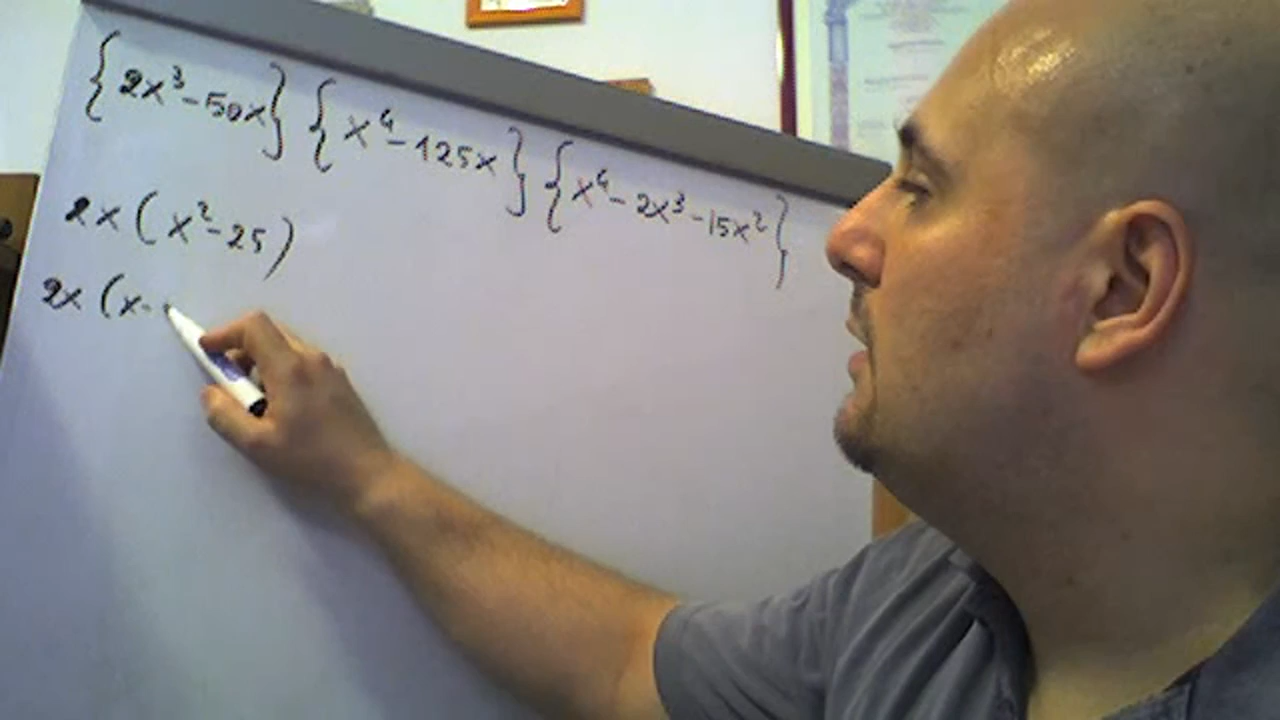 {2x³-50x} {x⁴-125x} {x⁴-2x³-15x²}
2x(x²-25)
2x(x-